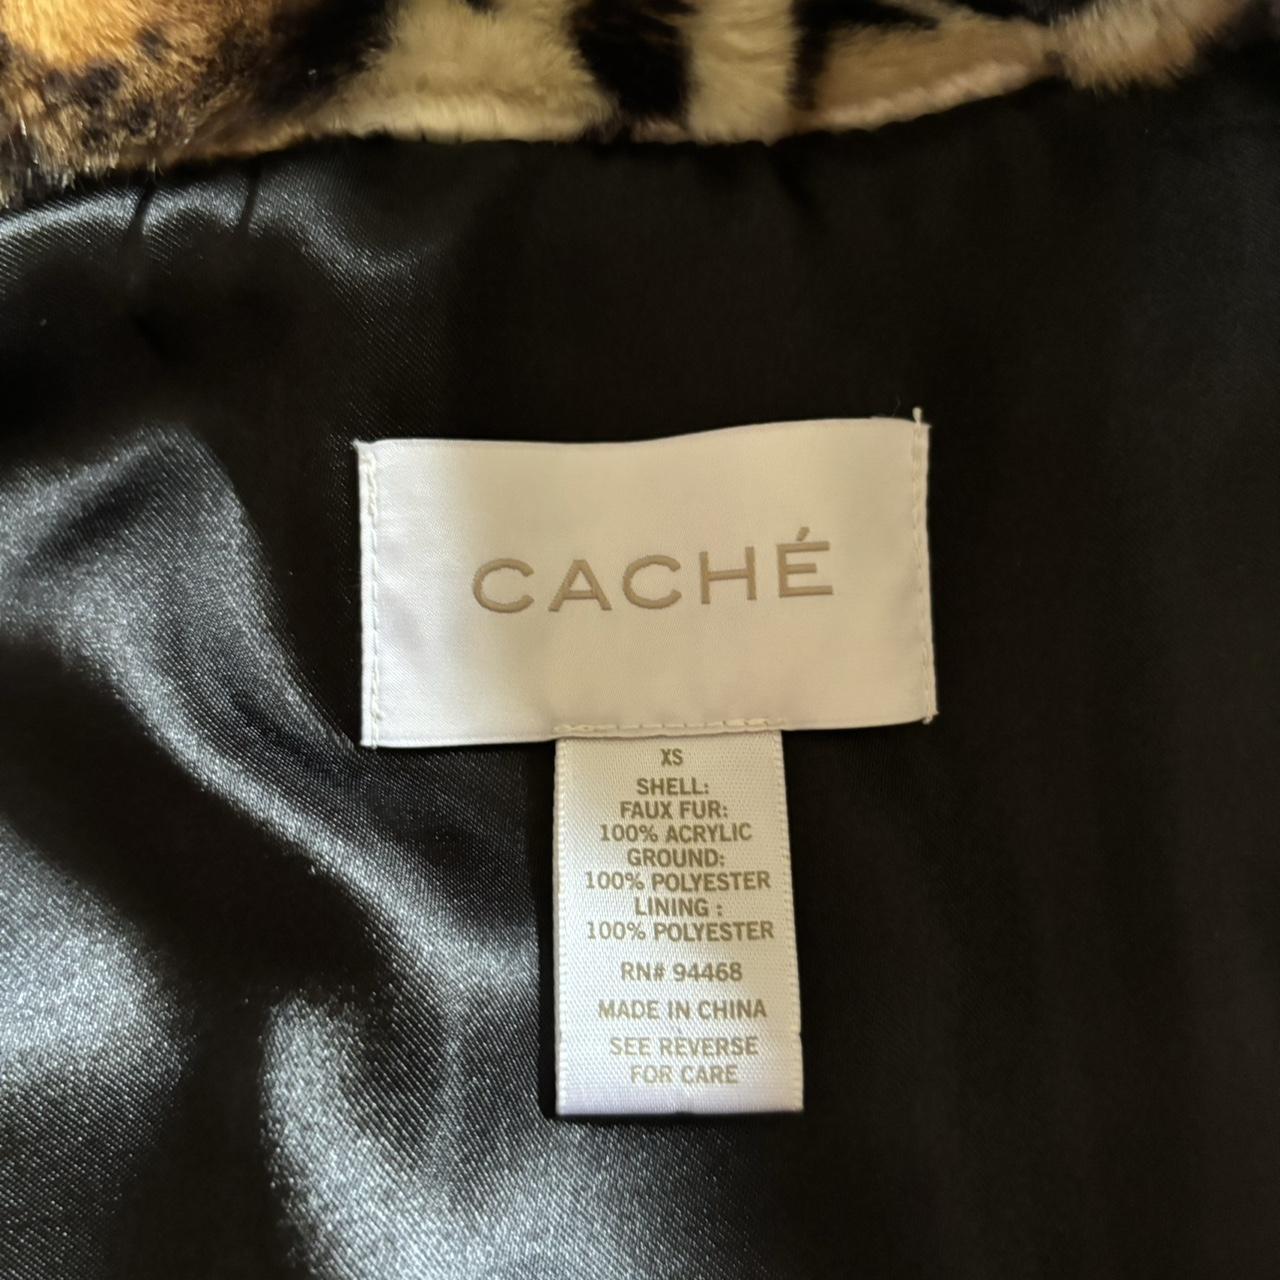 CACHÉ
XS
SHELL:
FAUX FUR:
100% ACRYLIC
GROUND:
100% POLYESTER
LINING :
100% POLYESTER
RN# 94468
MADE IN CHINA
SEE REVERSE
FOR CARE